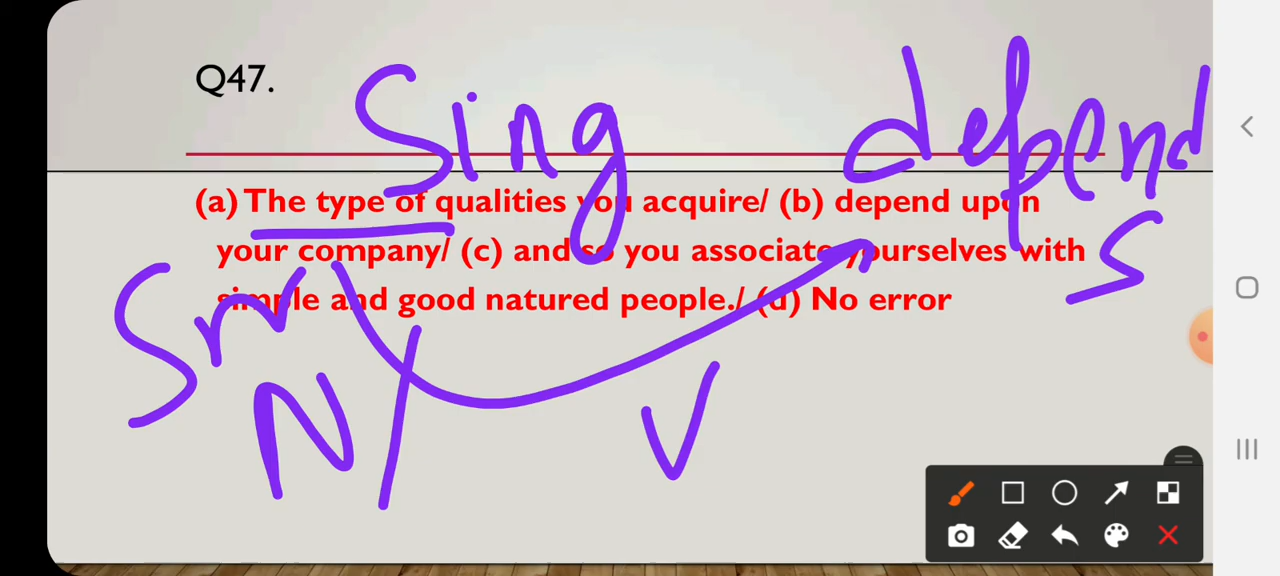 Q47.
Sing depend
(a) The type of qualities you acquire/ (b) depend upon
your company/ (c) and so you associate yourselves with
S
simple and good natured people./ (d) No error
N V